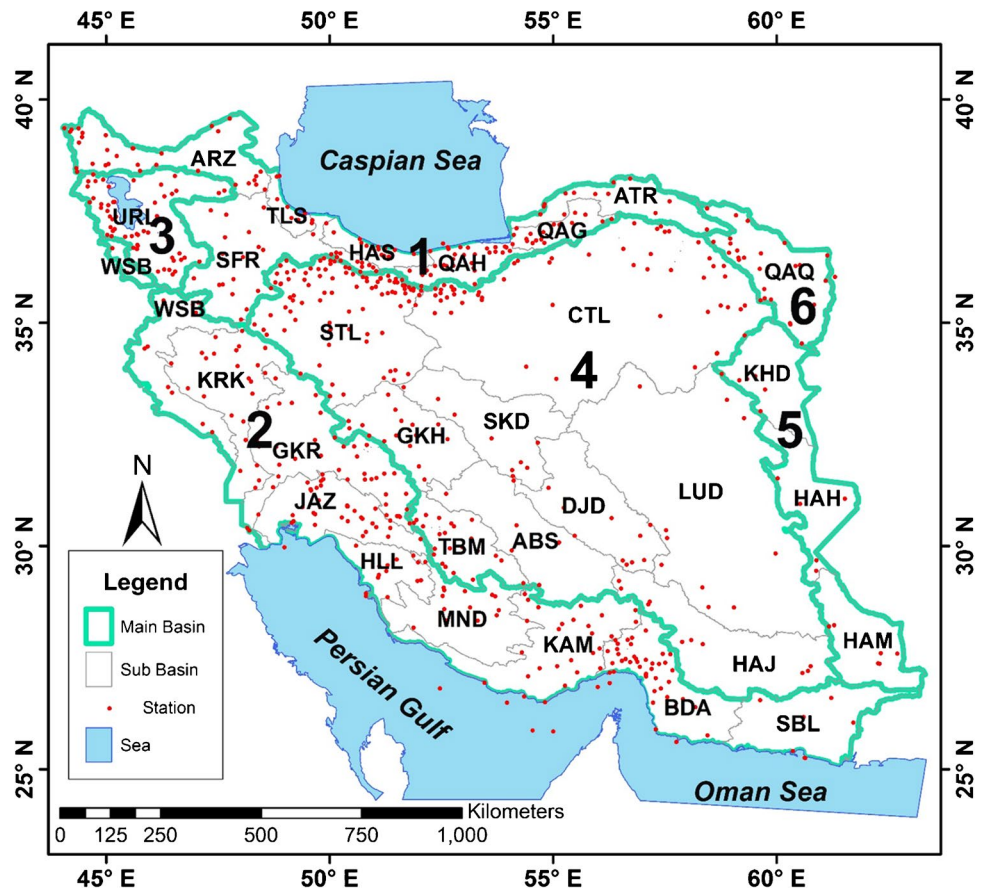 45° E 50° E 55° E 60° E
40° N 40° N
Caspian Sea
ARZ
ATR
URL
3
TLS
QAG
WSB
SFR
HAS
1
QAH
QAQ
6
WSB
35° N 35° N
STL
CTL
KRK
4
KHD
2
GKR
GKH
SKD
5
N
JAZ
DJD
LUD
HAH
30° N 30° N
HLL
TBM
ABS
Legend
Main Basin
Sub Basin
Station
Sea
MND
KAM
HAJ
HAM
Persian Gulf
BDA
SBL
25° N 25° N
Oman Sea
Kilometers
0 125 250 500 750 1,000
45° E 50° E 55° E 60° E